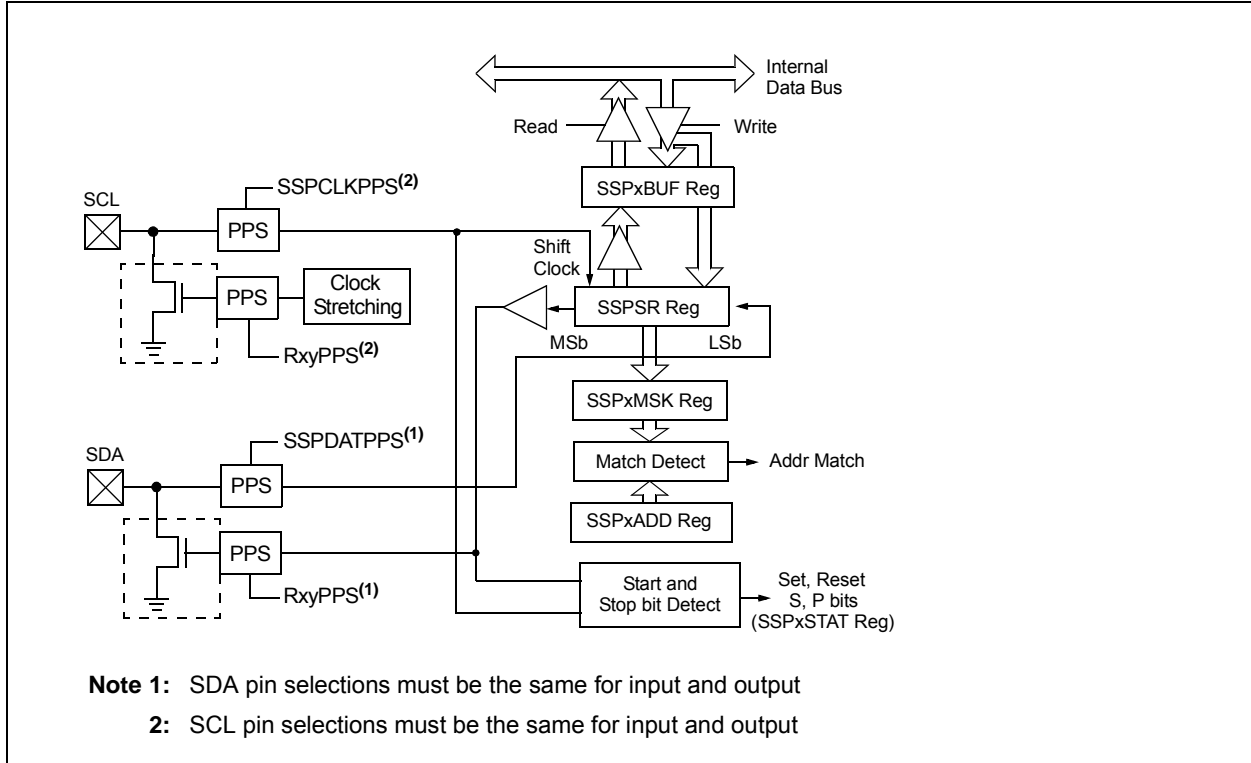 Internal
Data Bus
Read
Write
SSPCLKPPS(2)
SSPxBUF Reg
SCL
PPS
Shift
Clock
PPS
Clock
Stretching
SSPSR Reg
MSb
LSb
RxyPPS(2)
SSPxMSK Reg
SSPDATPPS(1)
SDA
Match Detect
Addr Match
PPS
SSPxADD Reg
PPS
RxyPPS(1)
Start and
Stop bit Detect
Set, Reset
S, P bits
(SSPxSTAT Reg)
Note 1: SDA pin selections must be the same for input and output
2: SCL pin selections must be the same for input and output